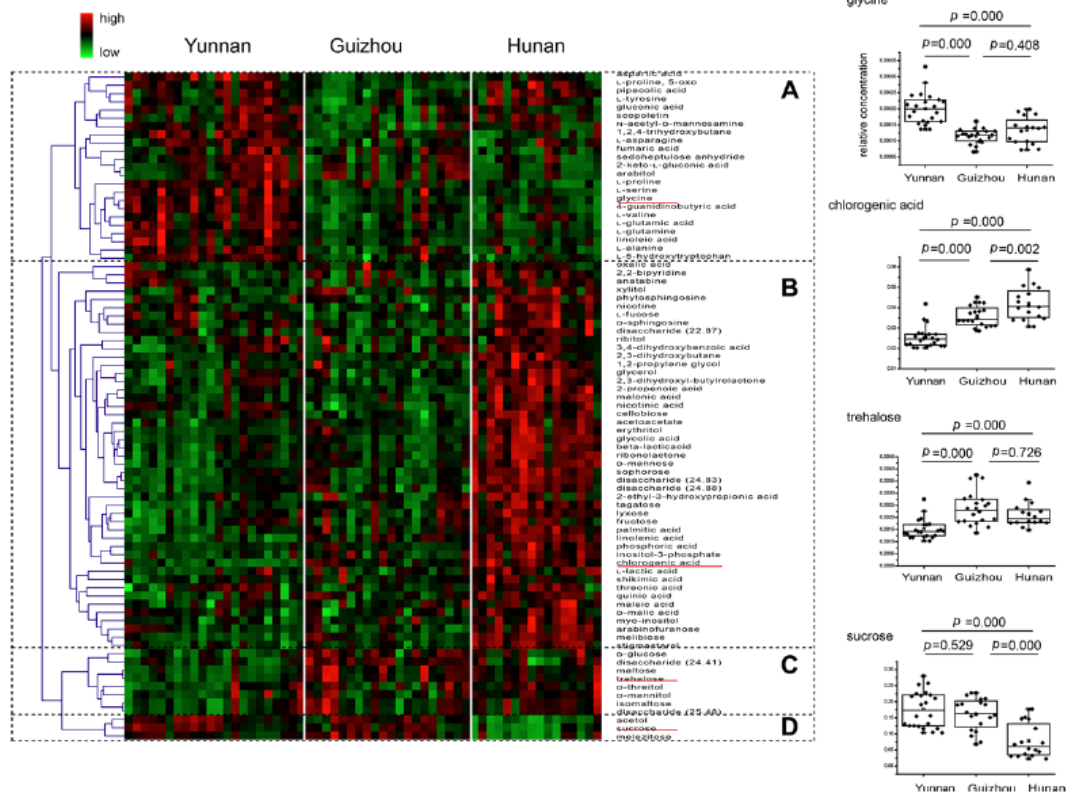 high
low
Yunnan
Guizhou
Hunan
A
aspartic acid
L-proline, 5-oxo
pipecolic acid
L-tyrosine
gluconic acid
scopoletin
N-acetyl-D-mannosamine
1,2,4-trihydroxybutane
L-asparagine
fumaric acid
sedoheptulose anhydride
2-keto-L-gluconic acid
arabitol
L-proline
L-serine
glycine
4-guanidinobutyric acid
L-valine
L-glutamic acid
L-glutamine
linoleic acid
L-alanine
L-5-hydroxytryptophan
B
oxalic acid
2,2-bipyridine
anatabine
xylitol
phytosphingosine
nicotine
L-fucose
D-sphingosine
disaccharide (22.87)
ribitol
3,4-dihydroxybenzoic acid
2,3-dihydroxybutane
1,2-propylene glycol
glycerol
2,3-dihydroxyl-butyrolactone
2-propenoic acid
malonic acid
nicotinic acid
cellobiose
acetoacetate
erythritol
glycolic acid
beta-lacticacid
ribonolactone
D-mannose
sophorose
disaccharide (24.83)
disaccharide (24.88)
2-ethyl-3-hydroxypropionic acid
tagatose
lyxose
fructose
palmitic acid
linolenic acid
phosphoric acid
inositol-3-phosphate
chlorogenic acid
L-lactic acid
shikimic acid
threonic acid
quinic acid
maleic acid
D-malic acid
myo-inositol
arabinofuranose
melibiose
stigmasterol
C
D-glucose
disaccharide (24.41)
maltose
trehalose
D-threitol
D-mannitol
isomaltose
disaccharide (25.48)
D
acetol
sucrose
melezitose
glycine
p =0.000
p=0.000 p=0.408
relative concentration
Yunnan Guizhou Hunan
chlorogenic acid
p =0.000
p=0.000 p=0.002
Yunnan Guizhou Hunan
trehalose
p =0.000
p=0.000 p=0.726
Yunnan Guizhou Hunan
sucrose
p =0.000
p=0.529 p=0.000
Yunnan Guizhou Hunan